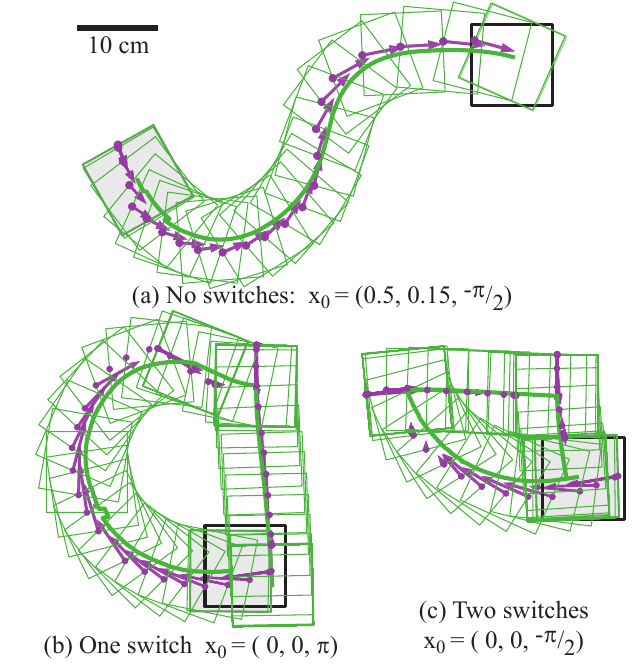 10 cm
(a) No switches: x₀ = (0.5, 0.15, -π/2)
(b) One switch x₀ = ( 0, 0, π)
(c) Two switches
x₀ = ( 0, 0, -π/2)